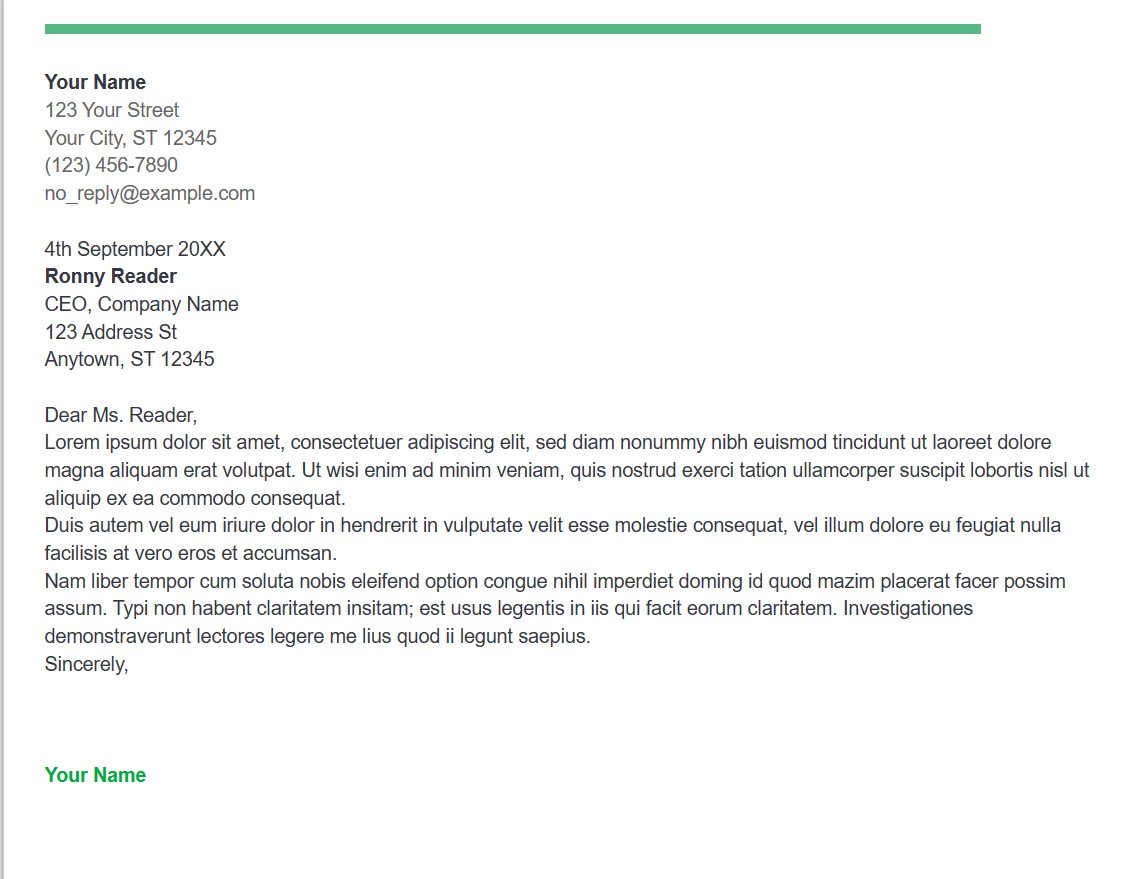 Your Name
123 Your Street
Your City, ST 12345
(123) 456-7890
no_reply@example.com
4th September 20XX
Ronny Reader
CEO, Company Name
123 Address St
Anytown, ST 12345
Dear Ms. Reader,
Lorem ipsum dolor sit amet, consectetuer adipiscing elit, sed diam nonummy nibh euismod tincidunt ut laoreet dolore
magna aliquam erat volutpat. Ut wisi enim ad minim veniam, quis nostrud exerci tation ullamcorper suscipit lobortis nisl ut
aliquip ex ea commodo consequat.
Duis autem vel eum iriure dolor in hendrerit in vulputate velit esse molestie consequat, vel illum dolore eu feugiat nulla
facilisis at vero eros et accumsan.
Nam liber tempor cum soluta nobis eleifend option congue nihil imperdiet doming id quod mazim placerat facer possim
assum. Typi non habent claritatem insitam; est usus legentis in iis qui facit eorum claritatem. Investigationes
demonstraverunt lectores legere me lius quod ii legunt saepius.
Sincerely,
Your Name